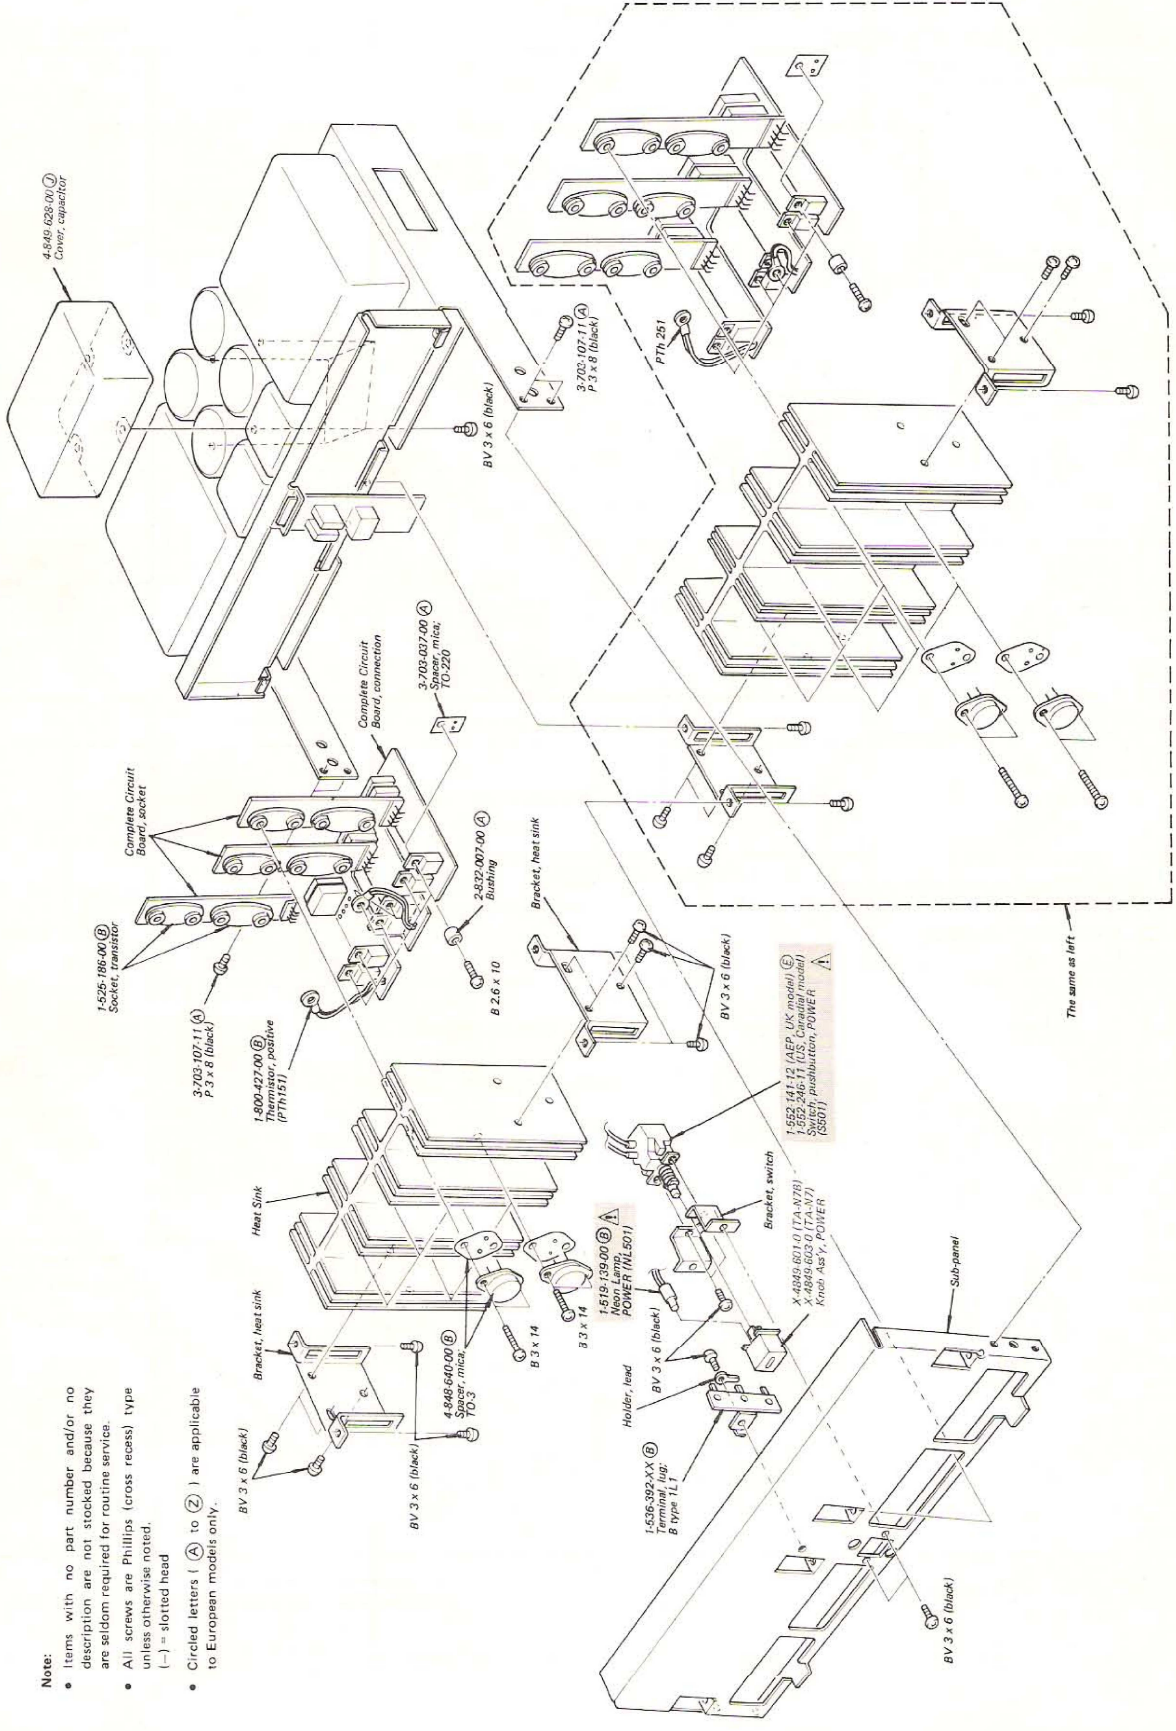 Note:
• Items with no part number and/or no
description are not stocked because they
are seldom required for routine service.
• All screws are Phillips (cross recess) type
unless otherwise noted.
(—) = slotted head
• Circled letters ( Ⓐ to Ⓩ ) are applicable
to European models only.
4-849-628-00 Ⓙ
Cover, capacitor
BV 3 x 6 (black)
3-703-107-11 Ⓐ
P 3 x 8 (black)
Complete Circuit
Board, socket
1-526-186-00 Ⓑ
Socket, transistor
3-703-107-11 Ⓐ
P 3 x 8 (black)
1-800-427-00 Ⓑ
Thermistor, positive
(PTh151)
Complete Circuit
Board, connection
3-703-037-00 Ⓐ
Spacer, mica;
TO-220
2-832-007-00 Ⓐ
Bushing
B 2.6 x 10
Bracket, heat sink
BV 3 x 6 (black)
Heat Sink
Bracket, heat sink
BV 3 x 6 (black)
BV 3 x 6 (black)
4-848-640-00 Ⓑ
Spacer, mica;
TO-3
B 3 x 14
B 3 x 14
1-552-141-12 (AEP, UK model) Ⓔ
1-552-246-11 (US, Canadial model)
Switch, pushbutton, POWER
(S501)
Bracket, switch
1-519-139-00 Ⓑ
Neon Lamp,
POWER (NL501)
X-4849-601-0 (TA-N7B)
X-4849-603-0 (TA-N7)
Knob Ass'y, POWER
BV 3 x 6 (black)
Holder, lead
1-536-392-XX Ⓑ
Terminal, lug;
B type 1L1
Sub-panel
BV 3 x 6 (black)
PTh 251
The same as left